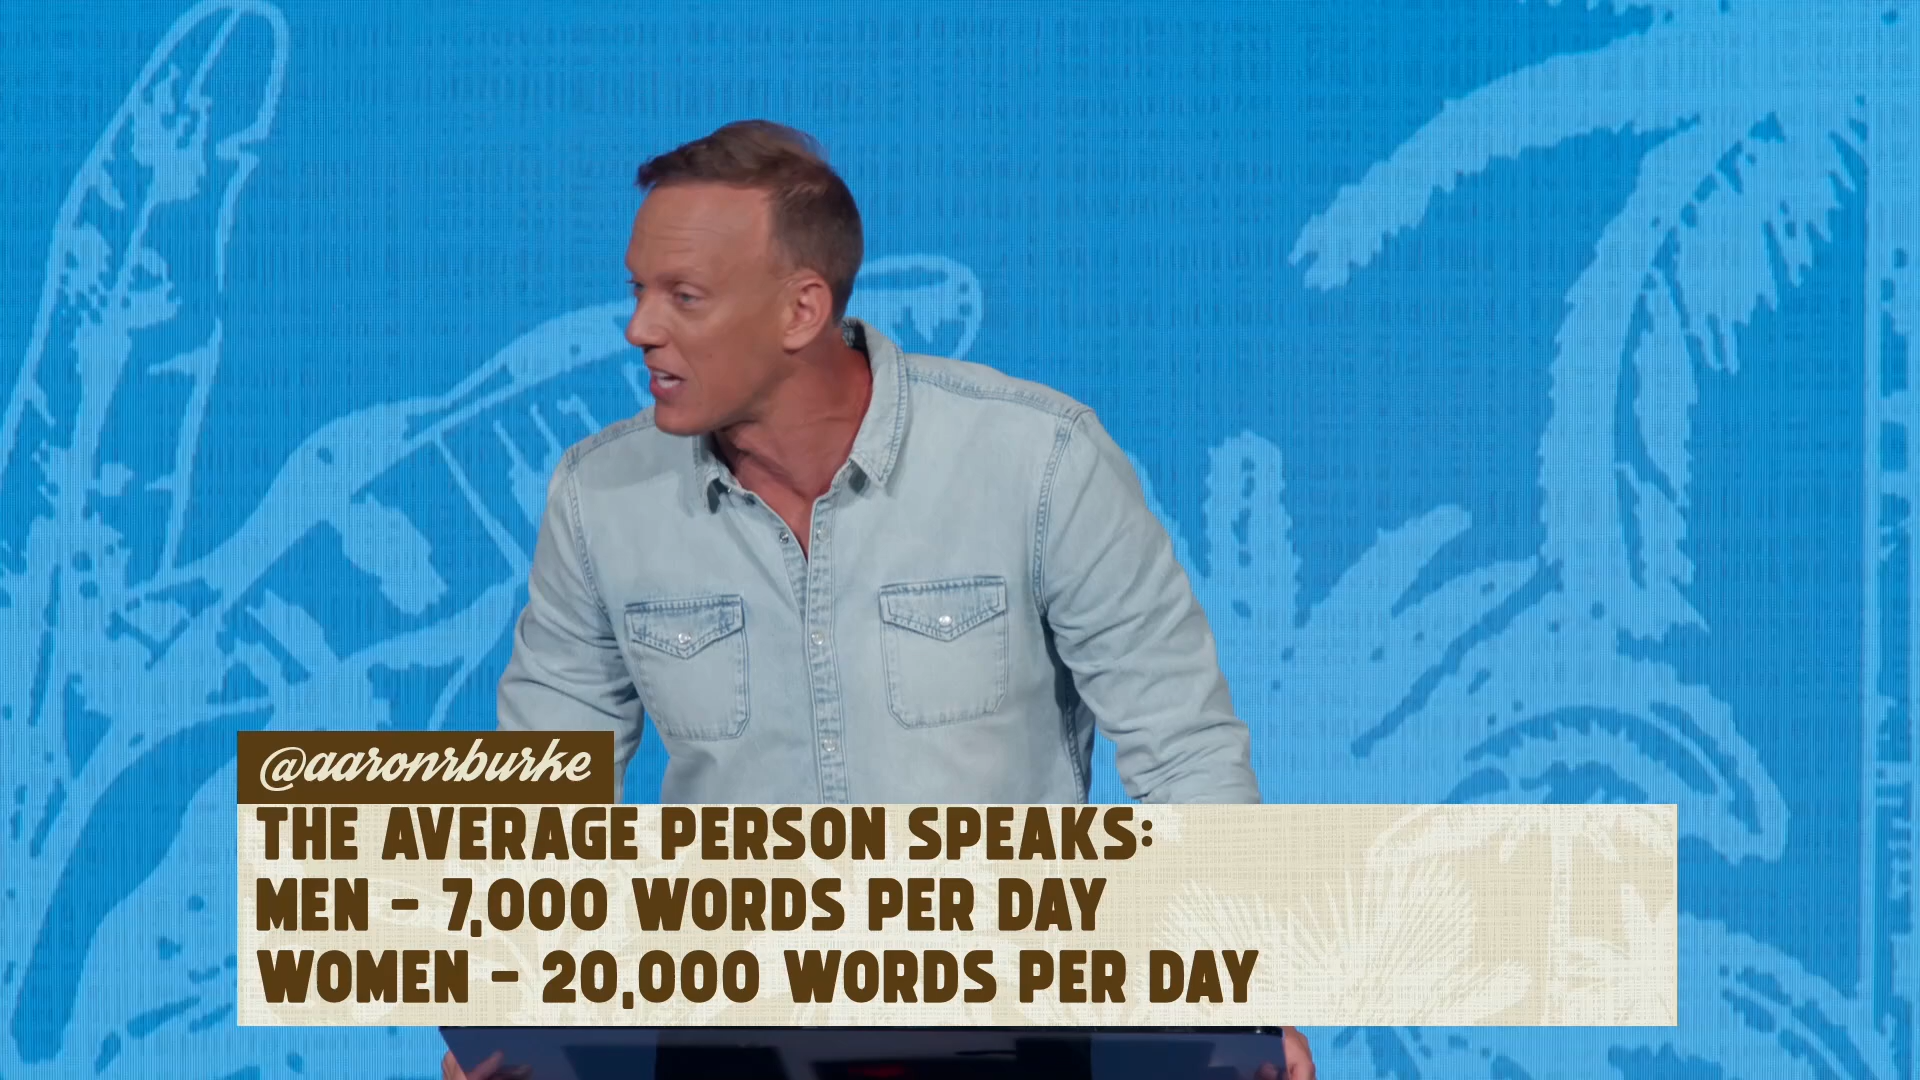 @aaronrburke
THE AVERAGE PERSON SPEAKS:
MEN - 7,000 WORDS PER DAY
WOMEN - 20,000 WORDS PER DAY